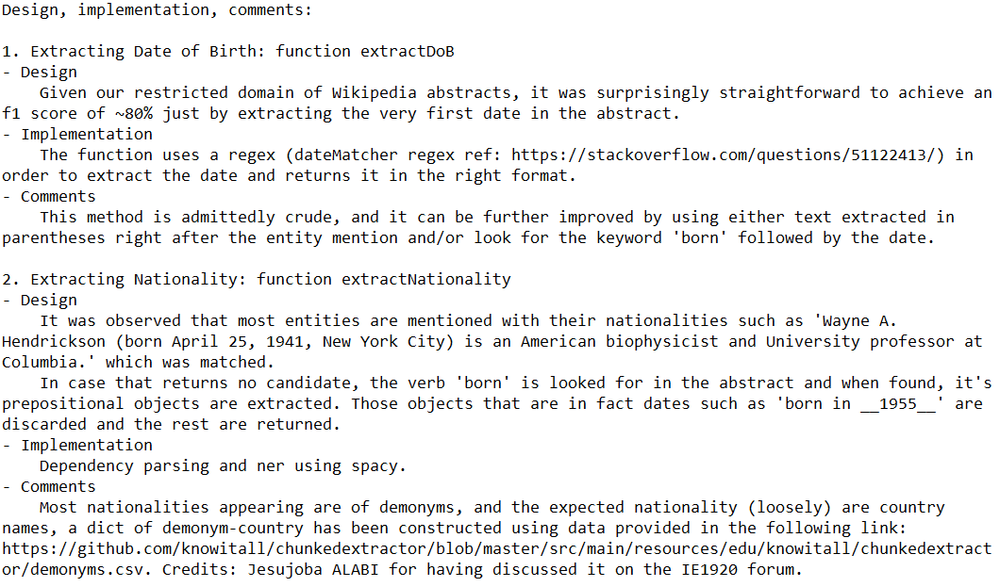 Design, implementation, comments:

1. Extracting Date of Birth: function extractDoB
- Design
    Given our restricted domain of Wikipedia abstracts, it was surprisingly straightforward to achieve an
f1 score of ~80% just by extracting the very first date in the abstract.
- Implementation
    The function uses a regex (dateMatcher regex ref: https://stackoverflow.com/questions/51122413/) in
order to extract the date and returns it in the right format.
- Comments
    This method is admittedly crude, and it can be further improved by using either text extracted in
parentheses right after the entity mention and/or look for the keyword 'born' followed by the date.

2. Extracting Nationality: function extractNationality
- Design
    It was observed that most entities are mentioned with their nationalities such as 'Wayne A.
Hendrickson (born April 25, 1941, New York City) is an American biophysicist and University professor at
Columbia.' which was matched.
    In case that returns no candidate, the verb 'born' is looked for in the abstract and when found, it's
prepositional objects are extracted. Those objects that are in fact dates such as 'born in __1955__' are
discarded and the rest are returned.
- Implementation
    Dependency parsing and ner using spacy.
- Comments
    Most nationalities appearing are of demonyms, and the expected nationality (loosely) are country
names, a dict of demonym-country has been constructed using data provided in the following link:
https://github.com/knowitall/chunkedextractor/blob/master/src/main/resources/edu/knowitall/chunkedextract
or/demonyms.csv. Credits: Jesujoba ALABI for having discussed it on the IE1920 forum.